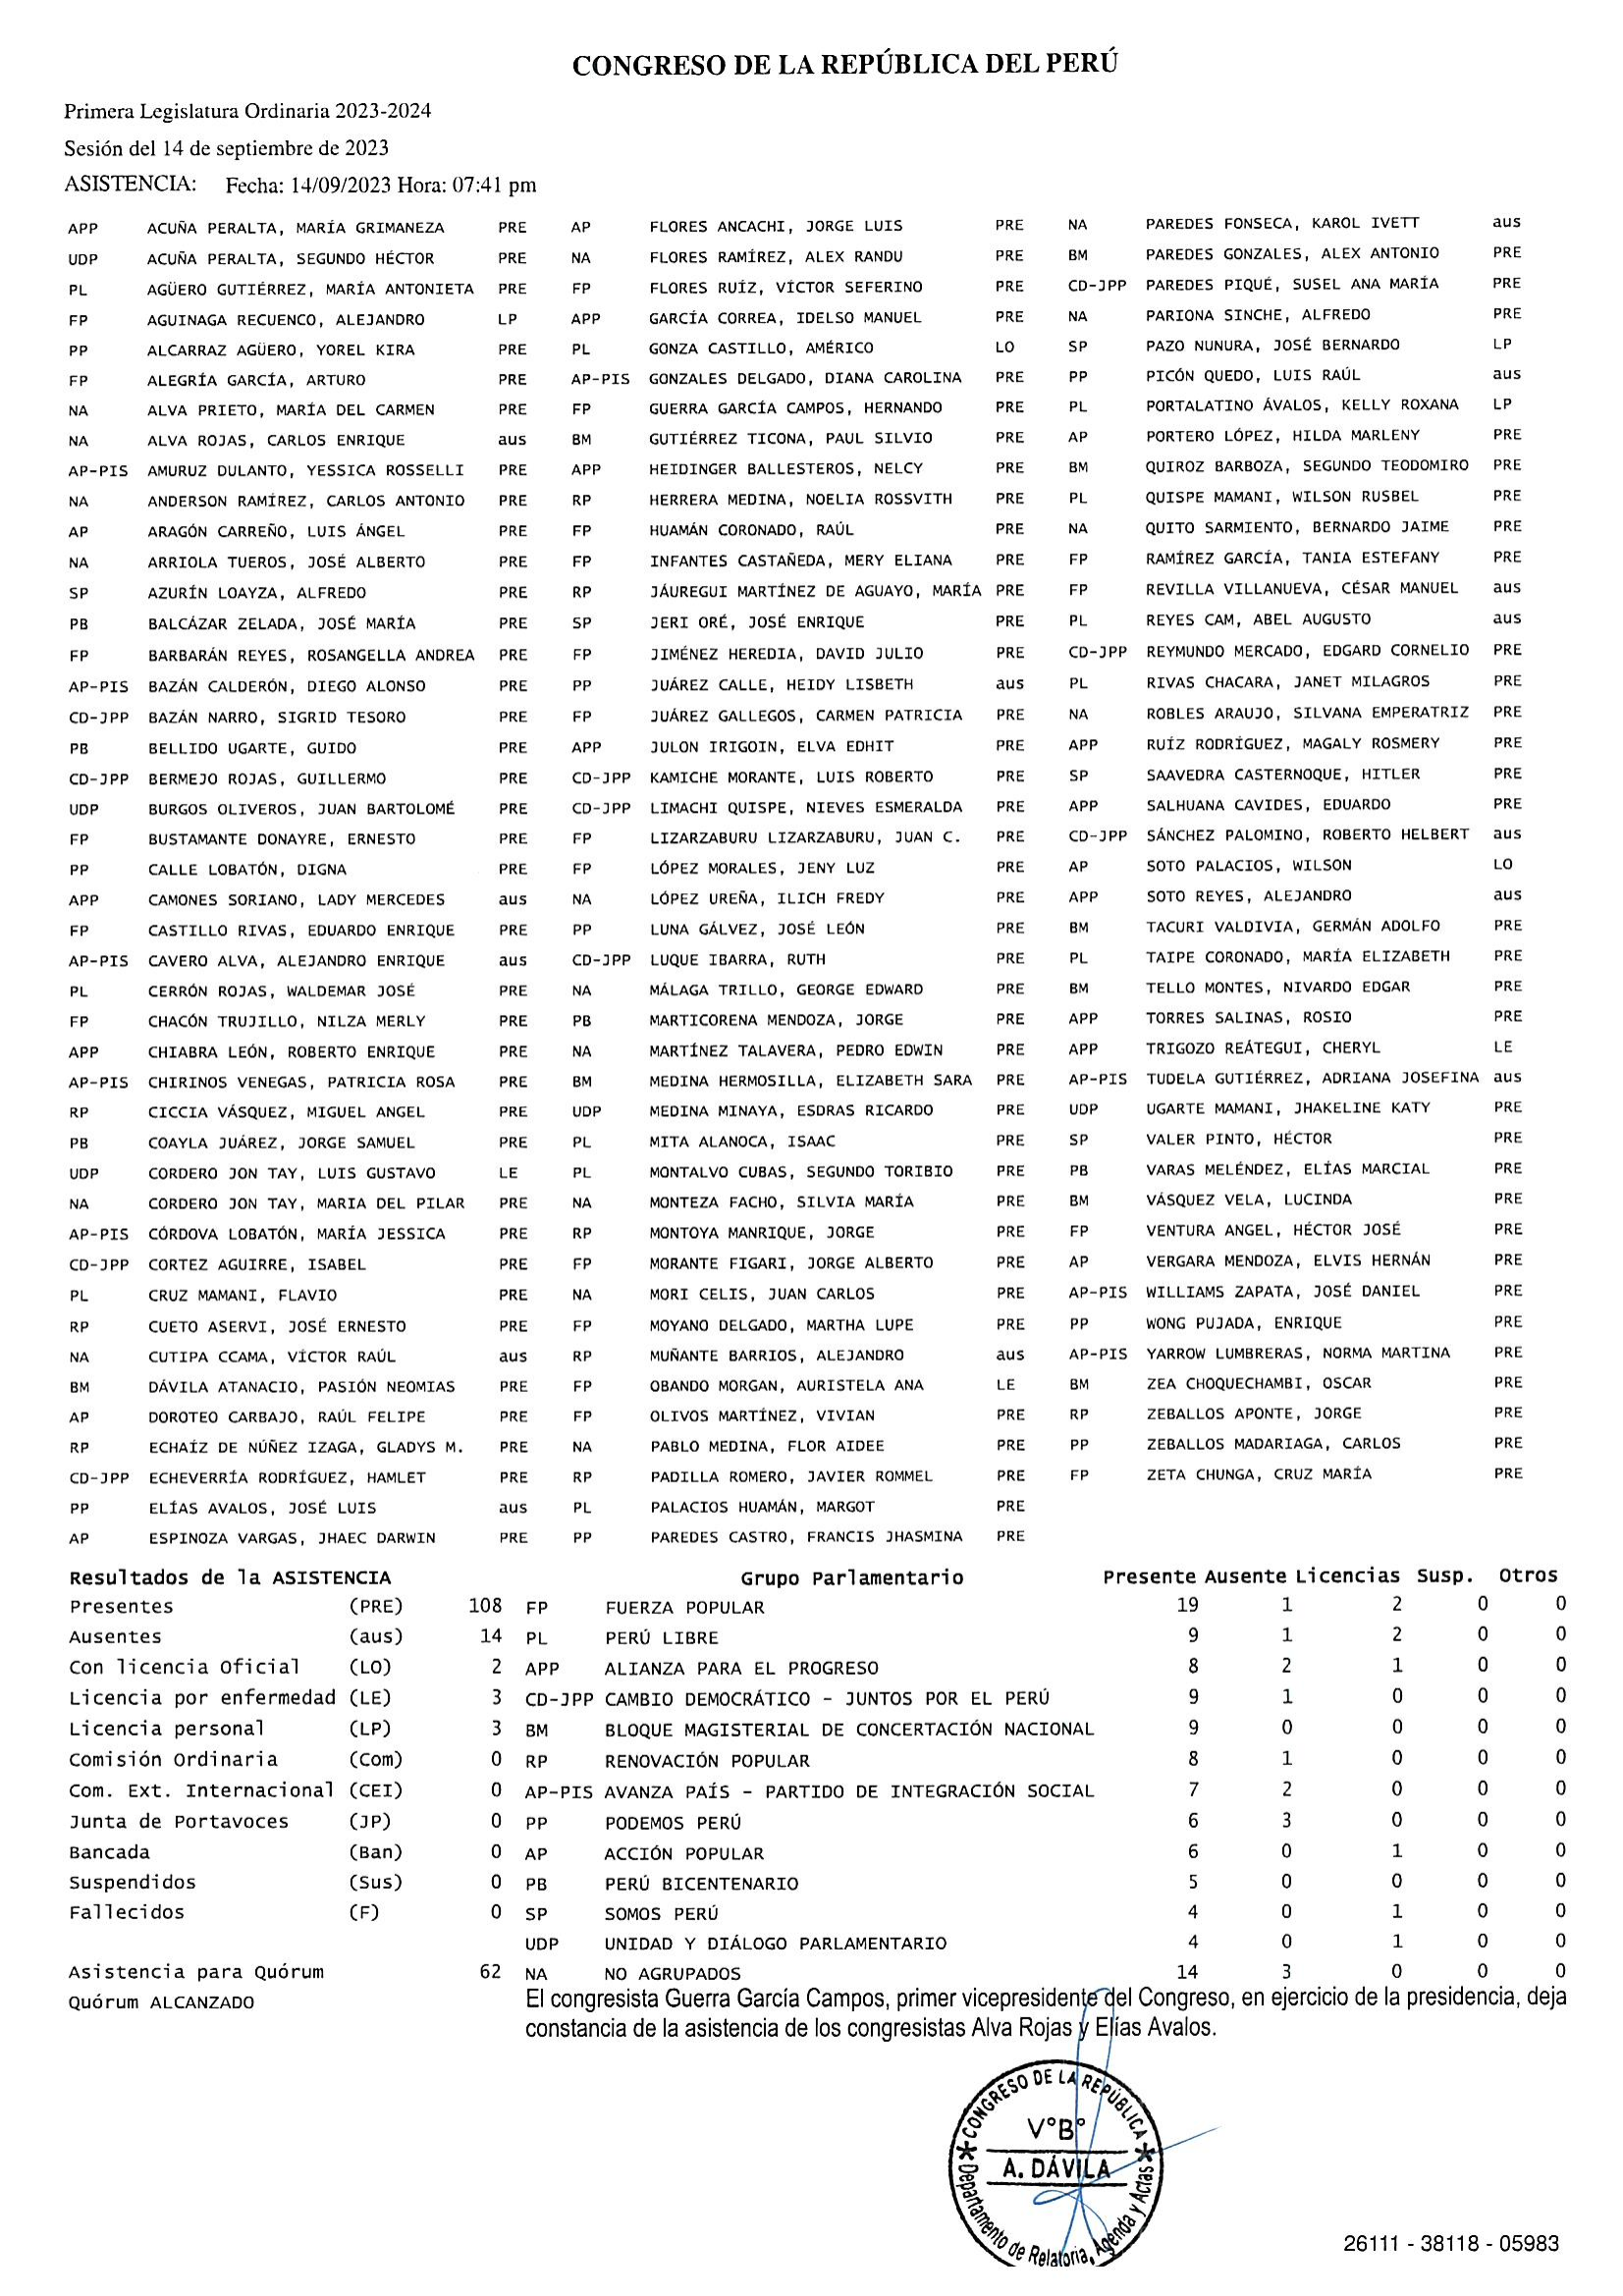 CONGRESO DE LA REPÚBLICA DEL PERÚ
Primera Legislatura Ordinaria 2023-2024
Sesión del 14 de septiembre de 2023
ASISTENCIA: Fecha: 14/09/2023 Hora: 07:41 pm
APP ACUÑA PERALTA, MARÍA GRIMANEZA PRE AP FLORES ANCACHI, JORGE LUIS PRE NA PAREDES FONSECA, KAROL IVETT aus
UDP ACUÑA PERALTA, SEGUNDO HÉCTOR PRE NA FLORES RAMÍREZ, ALEX RANDU PRE BM PAREDES GONZALES, ALEX ANTONIO PRE
PL AGÜERO GUTIÉRREZ, MARÍA ANTONIETA PRE FP FLORES RUÍZ, VÍCTOR SEFERINO PRE CD-JPP PAREDES PIQUÉ, SUSEL ANA MARÍA PRE
FP AGUINAGA RECUENCO, ALEJANDRO LP APP GARCÍA CORREA, IDELSO MANUEL PRE NA PARIONA SINCHE, ALFREDO PRE
PP ALCARRAZ AGÜERO, YOREL KIRA PRE PL GONZA CASTILLO, AMÉRICO LO SP PAZO NUNURA, JOSÉ BERNARDO LP
FP ALEGRÍA GARCÍA, ARTURO PRE AP-PIS GONZALES DELGADO, DIANA CAROLINA PRE PP PICÓN QUEDO, LUIS RAÚL aus
NA ALVA PRIETO, MARÍA DEL CARMEN PRE FP GUERRA GARCÍA CAMPOS, HERNANDO PRE PL PORTALATINO ÁVALOS, KELLY ROXANA LP
NA ALVA ROJAS, CARLOS ENRIQUE aus BM GUTIÉRREZ TICONA, PAUL SILVIO PRE AP PORTERO LÓPEZ, HILDA MARLENY PRE
AP-PIS AMURUZ DULANTO, YESSICA ROSSELLI PRE APP HEIDINGER BALLESTEROS, NELCY PRE BM QUIROZ BARBOZA, SEGUNDO TEODOMIRO PRE
NA ANDERSON RAMÍREZ, CARLOS ANTONIO PRE RP HERRERA MEDINA, NOELIA ROSSVITH PRE PL QUISPE MAMANI, WILSON RUSBEL PRE
AP ARAGÓN CARREÑO, LUIS ÁNGEL PRE FP HUAMÁN CORONADO, RAÚL PRE NA QUITO SARMIENTO, BERNARDO JAIME PRE
NA ARRIOLA TUEROS, JOSÉ ALBERTO PRE FP INFANTES CASTAÑEDA, MERY ELIANA PRE FP RAMÍREZ GARCÍA, TANIA ESTEFANY PRE
SP AZURÍN LOAYZA, ALFREDO PRE RP JÁUREGUI MARTÍNEZ DE AGUAYO, MARÍA PRE FP REVILLA VILLANUEVA, CÉSAR MANUEL aus
PB BALCÁZAR ZELADA, JOSÉ MARÍA PRE SP JERI ORÉ, JOSÉ ENRIQUE PRE PL REYES CAM, ABEL AUGUSTO aus
FP BARBARÁN REYES, ROSANGELLA ANDREA PRE FP JIMÉNEZ HEREDIA, DAVID JULIO PRE CD-JPP REYMUNDO MERCADO, EDGARD CORNELIO PRE
AP-PIS BAZÁN CALDERÓN, DIEGO ALONSO PRE PP JUÁREZ CALLE, HEIDY LISBETH aus PL RIVAS CHACARA, JANET MILAGROS PRE
CD-JPP BAZÁN NARRO, SIGRID TESORO PRE FP JUÁREZ GALLEGOS, CARMEN PATRICIA PRE NA ROBLES ARAUJO, SILVANA EMPERATRIZ PRE
PB BELLIDO UGARTE, GUIDO PRE APP JULON IRIGOIN, ELVA EDHIT PRE APP RUÍZ RODRÍGUEZ, MAGALY ROSMERY PRE
CD-JPP BERMEJO ROJAS, GUILLERMO PRE CD-JPP KAMICHE MORANTE, LUIS ROBERTO PRE SP SAAVEDRA CASTERNOQUE, HITLER PRE
UDP BURGOS OLIVEROS, JUAN BARTOLOMÉ PRE CD-JPP LIMACHI QUISPE, NIEVES ESMERALDA PRE APP SALHUANA CAVIDES, EDUARDO PRE
FP BUSTAMANTE DONAYRE, ERNESTO PRE FP LIZARZABURU LIZARZABURU, JUAN C. PRE CD-JPP SÁNCHEZ PALOMINO, ROBERTO HELBERT aus
PP CALLE LOBATÓN, DIGNA PRE FP LÓPEZ MORALES, JENY LUZ PRE AP SOTO PALACIOS, WILSON LO
APP CAMONES SORIANO, LADY MERCEDES aus NA LÓPEZ UREÑA, ILICH FREDY PRE APP SOTO REYES, ALEJANDRO aus
FP CASTILLO RIVAS, EDUARDO ENRIQUE PRE PP LUNA GÁLVEZ, JOSÉ LEÓN PRE BM TACURI VALDIVIA, GERMÁN ADOLFO PRE
AP-PIS CAVERO ALVA, ALEJANDRO ENRIQUE aus CD-JPP LUQUE IBARRA, RUTH PRE PL TAIPE CORONADO, MARÍA ELIZABETH PRE
PL CERRÓN ROJAS, WALDEMAR JOSÉ PRE NA MÁLAGA TRILLO, GEORGE EDWARD PRE BM TELLO MONTES, NIVARDO EDGAR PRE
FP CHACÓN TRUJILLO, NILZA MERLY PRE PB MARTICORENA MENDOZA, JORGE PRE APP TORRES SALINAS, ROSIO PRE
APP CHIABRA LEÓN, ROBERTO ENRIQUE PRE NA MARTÍNEZ TALAVERA, PEDRO EDWIN PRE APP TRIGOZO REÁTEGUI, CHERYL LE
AP-PIS CHIRINOS VENEGAS, PATRICIA ROSA PRE BM MEDINA HERMOSILLA, ELIZABETH SARA PRE AP-PIS TUDELA GUTIÉRREZ, ADRIANA JOSEFINA aus
RP CICCIA VÁSQUEZ, MIGUEL ANGEL PRE UDP MEDINA MINAYA, ESDRAS RICARDO PRE UDP UGARTE MAMANI, JHAKELINE KATY PRE
PB COAYLA JUÁREZ, JORGE SAMUEL PRE PL MITA ALANOCA, ISAAC PRE SP VALER PINTO, HÉCTOR PRE
UDP CORDERO JON TAY, LUIS GUSTAVO LE PL MONTALVO CUBAS, SEGUNDO TORIBIO PRE PB VARAS MELÉNDEZ, ELÍAS MARCIAL PRE
NA CORDERO JON TAY, MARIA DEL PILAR PRE NA MONTEZA FACHO, SILVIA MARÍA PRE BM VÁSQUEZ VELA, LUCINDA PRE
AP-PIS CÓRDOVA LOBATÓN, MARÍA JESSICA PRE RP MONTOYA MANRIQUE, JORGE PRE FP VENTURA ANGEL, HÉCTOR JOSÉ PRE
CD-JPP CORTEZ AGUIRRE, ISABEL PRE FP MORANTE FIGARI, JORGE ALBERTO PRE AP VERGARA MENDOZA, ELVIS HERNÁN PRE
PL CRUZ MAMANI, FLAVIO PRE NA MORI CELIS, JUAN CARLOS PRE AP-PIS WILLIAMS ZAPATA, JOSÉ DANIEL PRE
RP CUETO ASERVI, JOSÉ ERNESTO PRE FP MOYANO DELGADO, MARTHA LUPE PRE PP WONG PUJADA, ENRIQUE PRE
NA CUTIPA CCAMA, VÍCTOR RAÚL aus RP MUÑANTE BARRIOS, ALEJANDRO aus AP-PIS YARROW LUMBRERAS, NORMA MARTINA PRE
BM DÁVILA ATANACIO, PASIÓN NEOMIAS PRE FP OBANDO MORGAN, AURISTELA ANA LE BM ZEA CHOQUECHAMBI, OSCAR PRE
AP DOROTEO CARBAJO, RAÚL FELIPE PRE FP OLIVOS MARTÍNEZ, VIVIAN PRE RP ZEBALLOS APONTE, JORGE PRE
RP ECHAÍZ DE NÚÑEZ IZAGA, GLADYS M. PRE NA PABLO MEDINA, FLOR AIDEE PRE PP ZEBALLOS MADARIAGA, CARLOS PRE
CD-JPP ECHEVERRÍA RODRÍGUEZ, HAMLET PRE RP PADILLA ROMERO, JAVIER ROMMEL PRE FP ZETA CHUNGA, CRUZ MARÍA PRE
PP ELÍAS AVALOS, JOSÉ LUIS aus PL PALACIOS HUAMÁN, MARGOT PRE
AP ESPINOZA VARGAS, JHAEC DARWIN PRE PP PAREDES CASTRO, FRANCIS JHASMINA PRE
Resultados de la ASISTENCIA Grupo Parlamentario Presente Ausente Licencias Susp. Otros
Presentes (PRE) 108 FP FUERZA POPULAR 19 1 2 0 0
Ausentes (aus) 14 PL PERÚ LIBRE 9 1 2 0 0
Con licencia Oficial (LO) 2 APP ALIANZA PARA EL PROGRESO 8 2 1 0 0
Licencia por enfermedad (LE) 3 CD-JPP CAMBIO DEMOCRÁTICO - JUNTOS POR EL PERÚ 9 1 0 0 0
Licencia personal (LP) 3 BM BLOQUE MAGISTERIAL DE CONCERTACIÓN NACIONAL 9 0 0 0 0
Comisión Ordinaria (Com) 0 RP RENOVACIÓN POPULAR 8 1 0 0 0
Com. Ext. Internacional (CEI) 0 AP-PIS AVANZA PAÍS - PARTIDO DE INTEGRACIÓN SOCIAL 7 2 0 0 0
Junta de Portavoces (JP) 0 PP PODEMOS PERÚ 6 3 0 0 0
Bancada (Ban) 0 AP ACCIÓN POPULAR 6 0 1 0 0
Suspendidos (Sus) 0 PB PERÚ BICENTENARIO 5 0 0 0 0
Fallecidos (F) 0 SP SOMOS PERÚ 4 0 1 0 0
UDP UNIDAD Y DIÁLOGO PARLAMENTARIO 4 0 1 0 0
Asistencia para Quórum 62 NA NO AGRUPADOS 14 3 0 0 0
Quórum ALCANZADO
El congresista Guerra García Campos, primer vicepresidente del Congreso, en ejercicio de la presidencia, deja
constancia de la asistencia de los congresistas Alva Rojas y Elías Avalos.
CONGRESO DE LA REPÚBLICA
V°B°
A. DÁVILA
Departamento de Relatoría, Agenda y Actas
26111 - 38118 - 05983